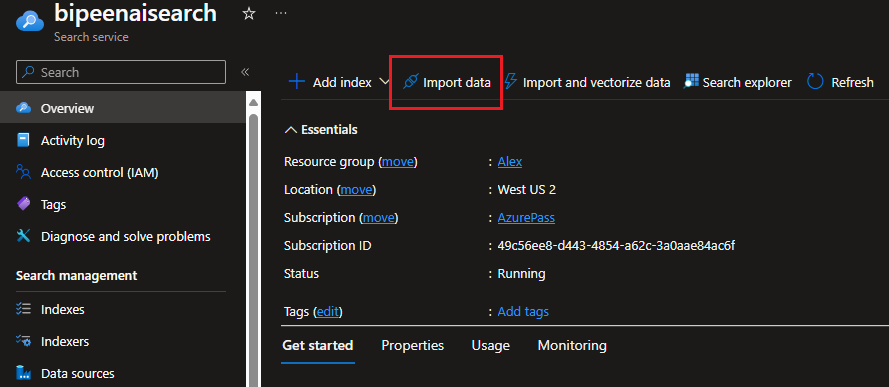 bipeenaisearch ☆ ...
Search service
Search «
Overview
Activity log
Access control (IAM)
Tags
Diagnose and solve problems
Search management
Indexes
Indexers
Data sources
Add index Import data Import and vectorize data Search explorer Refresh
Essentials
Resource group (move) : Alex
Location (move) : West US 2
Subscription (move) : AzurePass
Subscription ID : 49c56ee8-d443-4854-a62c-3a0aae84ac6f
Status : Running
Tags (edit) : Add tags
Get started Properties Usage Monitoring